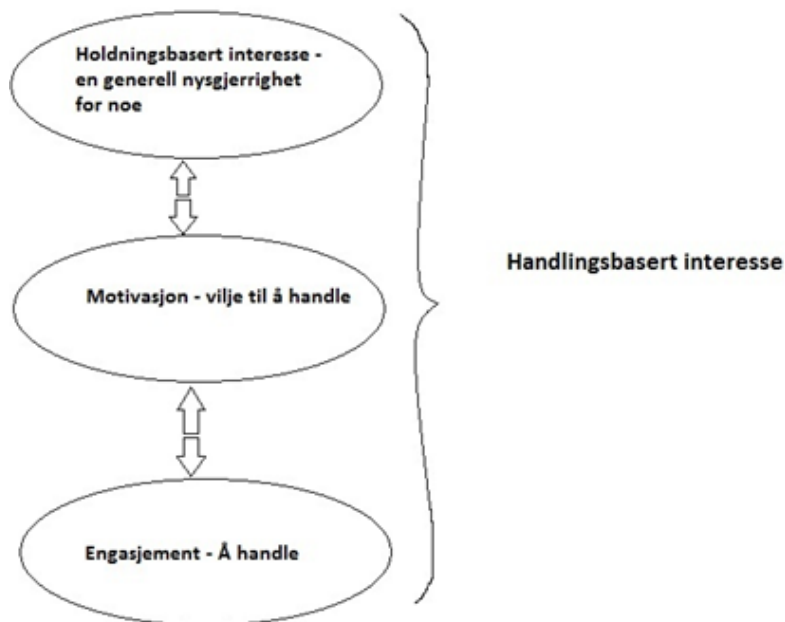 Holdningsbasert interesse -
en generell nysgjerrighet
for noe
Handlingsbasert interesse
Motivasjon - vilje til å handle
Engasjement - Å handle